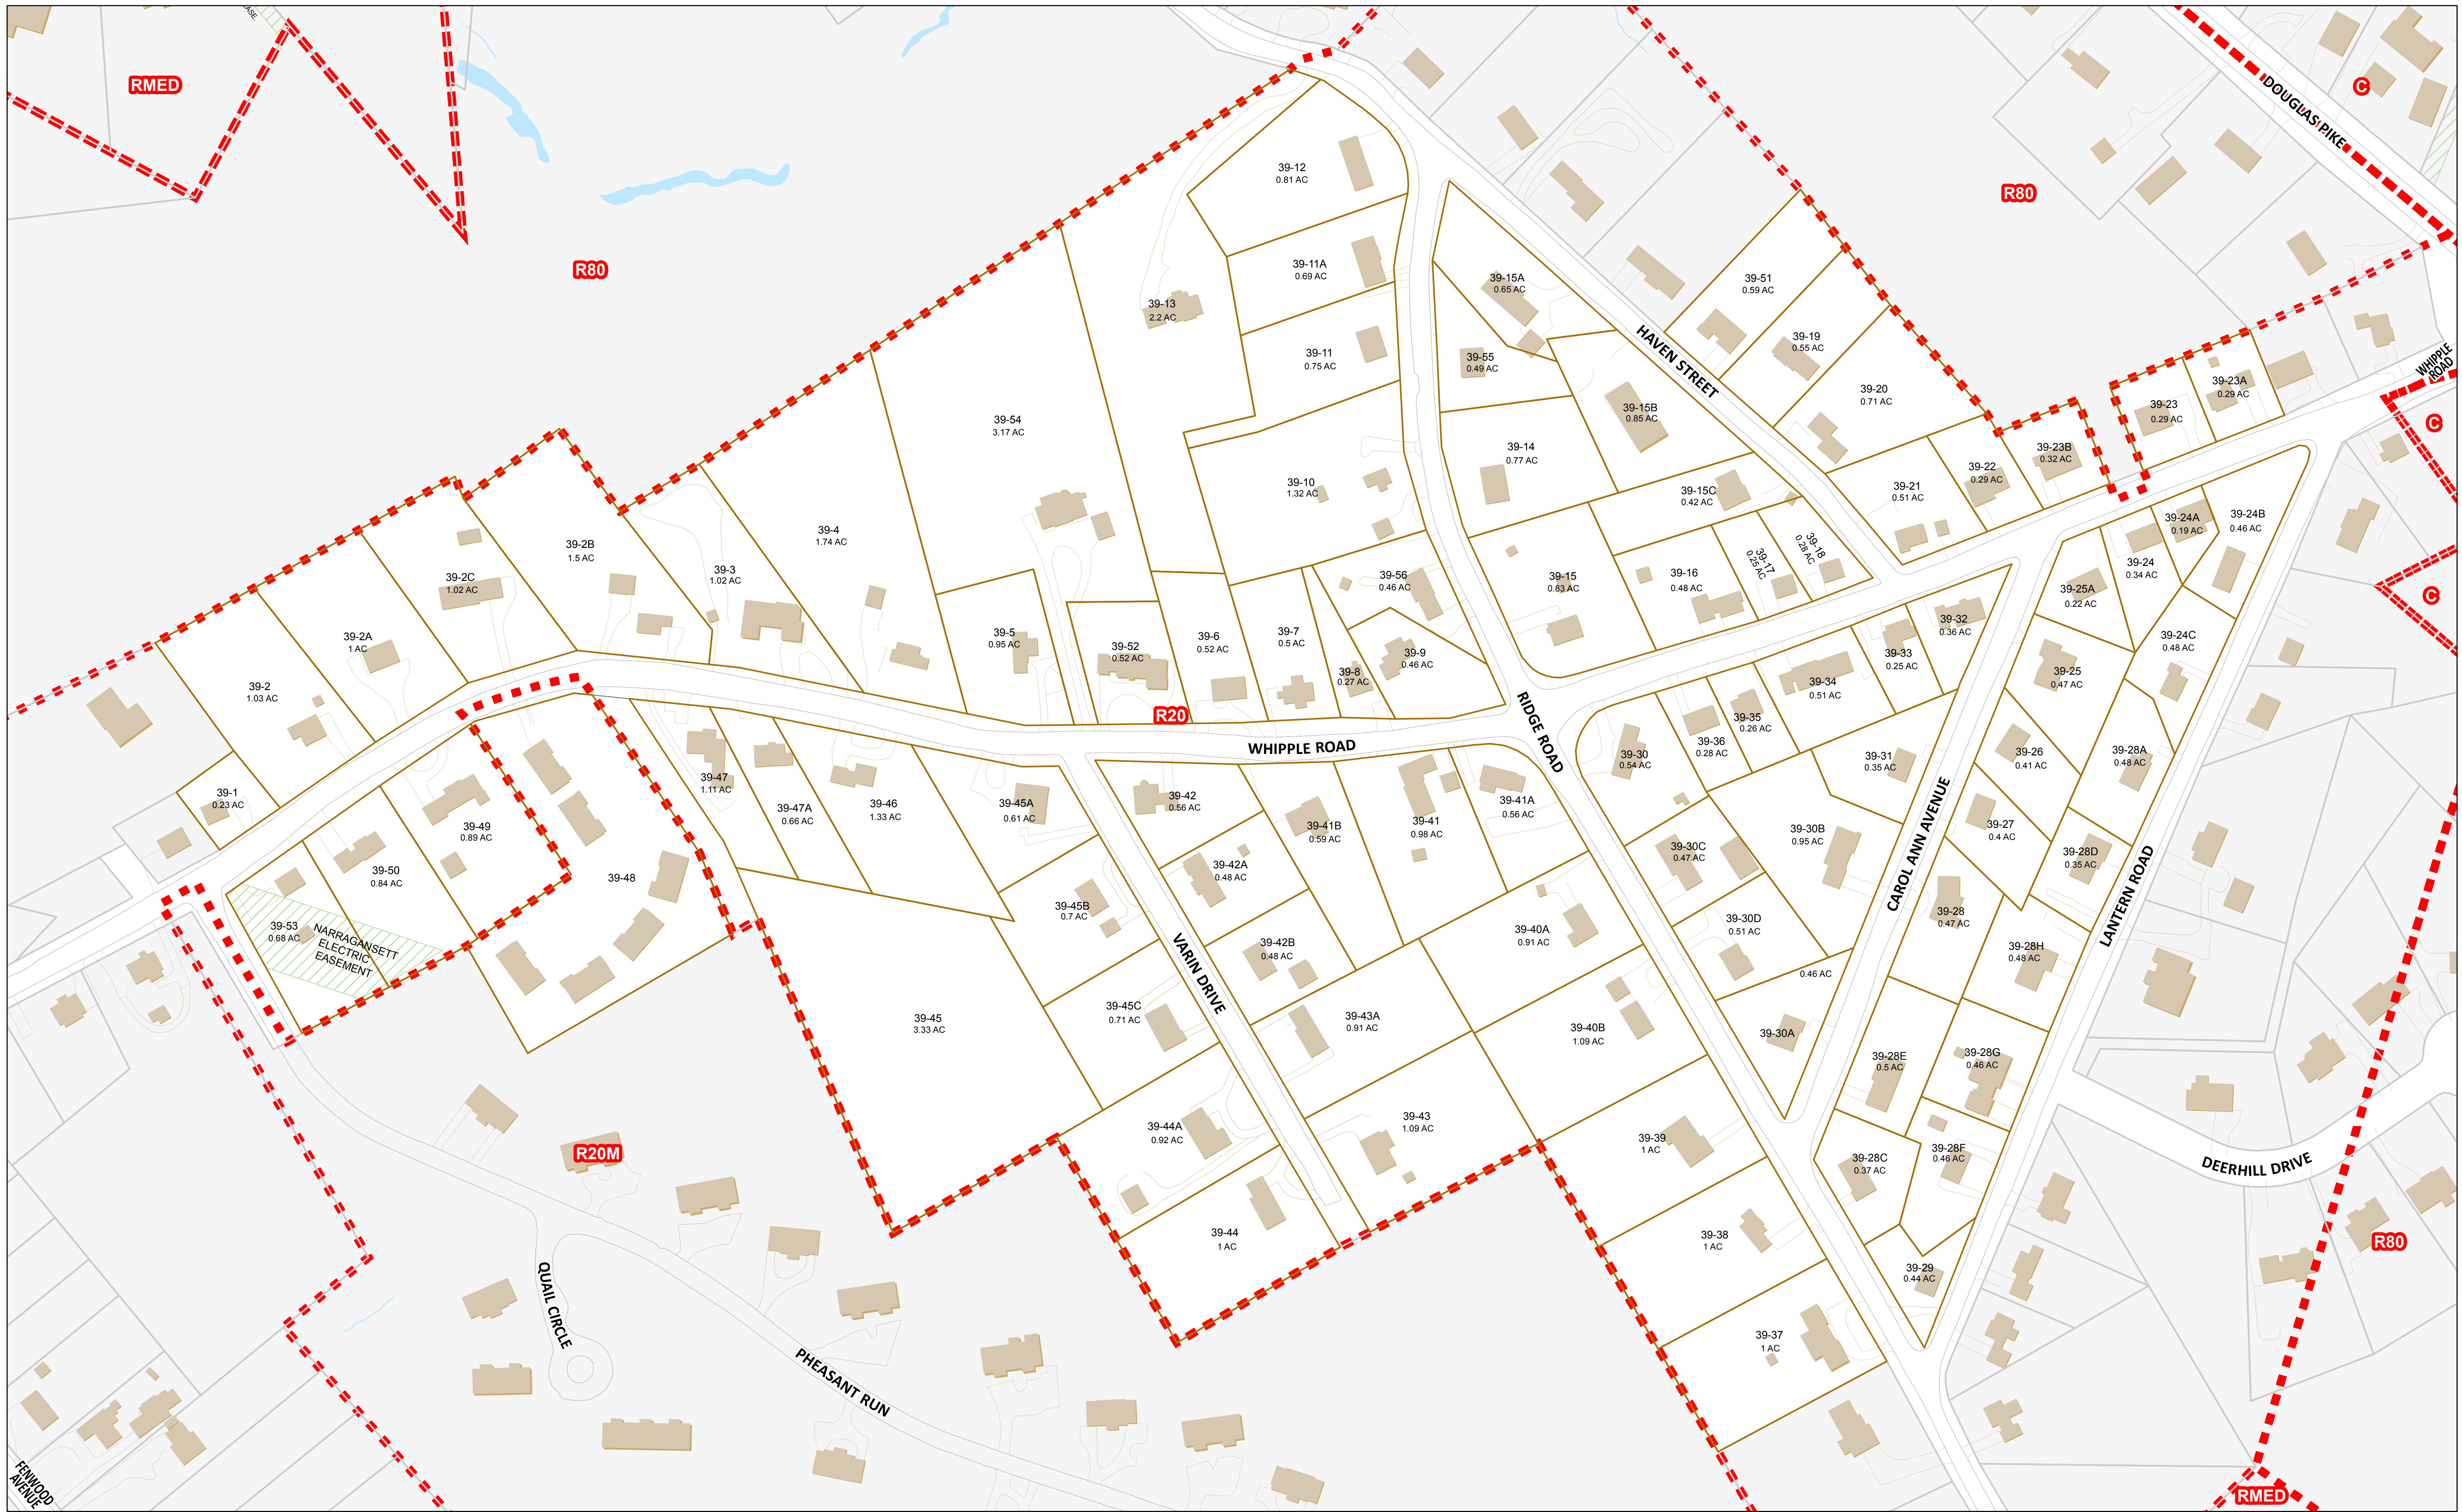 EASE.
RMED
R80
DOUGLAS PIKE
C
R80
39-12
0.81 AC
39-11A
0.69 AC
39-13
2.2 AC
39-11
0.75 AC
39-15A
0.65 AC
39-51
0.59 AC
HAVEN STREET
39-19
0.55 AC
39-55
0.49 AC
39-20
0.71 AC
39-15B
0.85 AC
39-23A
0.29 AC
39-23
0.29 AC
WHIPPLE
ROAD
C
39-54
3.17 AC
39-14
0.77 AC
39-10
1.32 AC
39-15C
0.42 AC
39-21
0.51 AC
39-22
0.29 AC
39-23B
0.32 AC
39-24A
0.19 AC
39-24B
0.46 AC
39-4
1.74 AC
39-2B
1.5 AC
39-2C
1.02 AC
39-3
1.02 AC
39-56
0.46 AC
39-15
0.83 AC
39-16
0.48 AC
39-17
0.25 AC
39-18
0.28 AC
39-24
0.34 AC
39-25A
0.22 AC
C
39-2A
1 AC
39-5
0.95 AC
39-52
0.52 AC
39-6
0.52 AC
39-7
0.5 AC
39-8
0.27 AC
39-9
0.46 AC
39-32
0.36 AC
39-33
0.25 AC
39-34
0.51 AC
39-24C
0.48 AC
39-25
0.47 AC
39-2
1.03 AC
R20
WHIPPLE ROAD
RIDGE ROAD
39-35
0.26 AC
39-36
0.28 AC
39-30
0.54 AC
39-31
0.35 AC
39-26
0.41 AC
39-28A
0.48 AC
39-1
0.23 AC
39-47
1.11 AC
39-47A
0.66 AC
39-46
1.33 AC
39-45A
0.61 AC
39-42
0.56 AC
39-41B
0.59 AC
39-41
0.98 AC
39-41A
0.56 AC
39-30B
0.95 AC
39-27
0.4 AC
CAROL ANN AVENUE
39-49
0.89 AC
39-50
0.84 AC
39-48
39-42A
0.48 AC
39-30C
0.47 AC
39-28D
0.35 AC
LANTERN ROAD
39-45B
0.7 AC
39-53
0.68 AC
NARRAGANSETT
ELECTRIC
EASEMENT
39-42B
0.48 AC
39-40A
0.91 AC
39-30D
0.51 AC
39-28
0.47 AC
39-28H
0.48 AC
VARIN DRIVE
0.46 AC
39-45
3.33 AC
39-45C
0.71 AC
39-43A
0.91 AC
39-40B
1.09 AC
39-30A
39-28E
0.5 AC
39-28G
0.46 AC
39-44A
0.92 AC
39-43
1.09 AC
39-39
1 AC
39-28C
0.37 AC
39-28F
0.46 AC
DEERHILL DRIVE
R20M
39-44
1 AC
39-38
1 AC
R80
39-29
0.44 AC
QUAIL CIRCLE
39-37
1 AC
PHEASANT RUN
FENWOOD
AVENUE
RMED